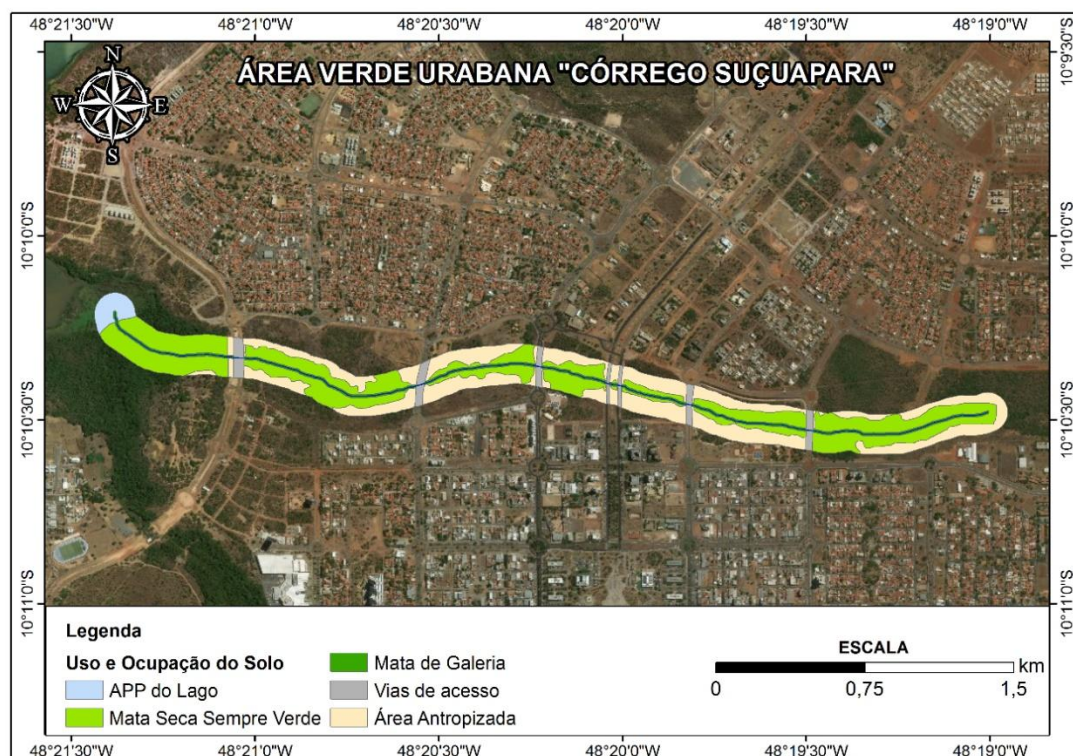 48°21'30"W 48°21'0"W 48°20'30"W 48°20'0"W 48°19'30"W 48°19'0"W
10°9'30"S
N
W E
S
ÁREA VERDE URABANA "CÓRREGO SUÇUAPARA"
10°10'0"S 10°10'0"S
10°10'30"S 10°10'30"S
10°11'0"S 10°11'0"S
Legenda
Uso e Ocupação do Solo
APP do Lago
Mata Seca Sempre Verde
Mata de Galeria
Vias de acesso
Área Antropizada
ESCALA
km
0 0,75 1,5
48°21'30"W 48°21'0"W 48°20'30"W 48°20'0"W 48°19'30"W 48°19'0"W